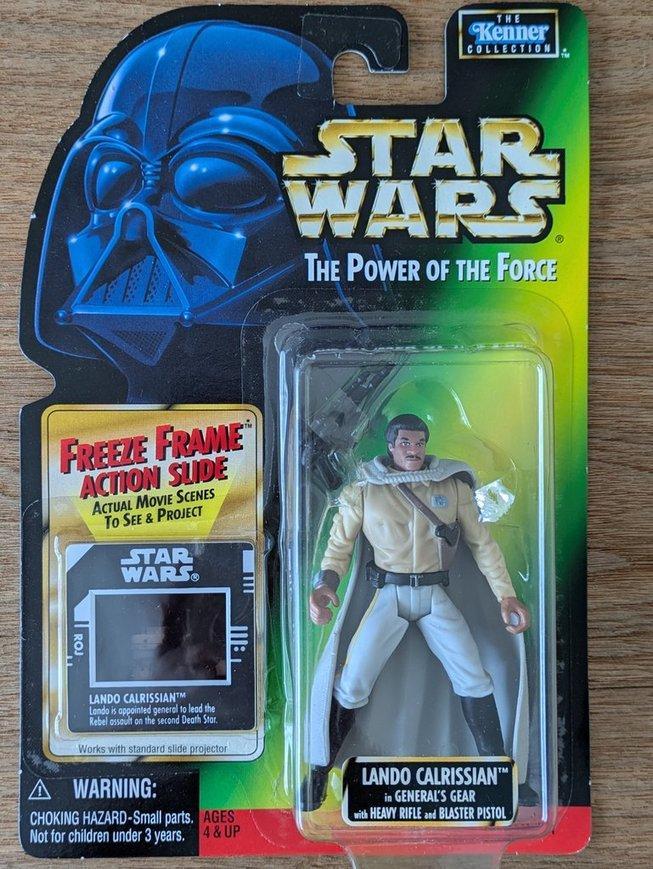 THE
Kenner
COLLECTION ™
STAR
WARS®
THE POWER OF THE FORCE
FREEZE FRAME™
ACTION SLIDE
ACTUAL MOVIE SCENES
TO SEE & PROJECT
STAR
WARS®
ROJ
LANDO CALRISSIAN™
Lando is appointed general to lead the
Rebel assault on the second Death Star.
Works with standard slide projector
LANDO CALRISSIAN™
in GENERAL'S GEAR
with HEAVY RIFLE and BLASTER PISTOL
WARNING:
CHOKING HAZARD-Small parts.
Not for children under 3 years.
AGES
4 & UP